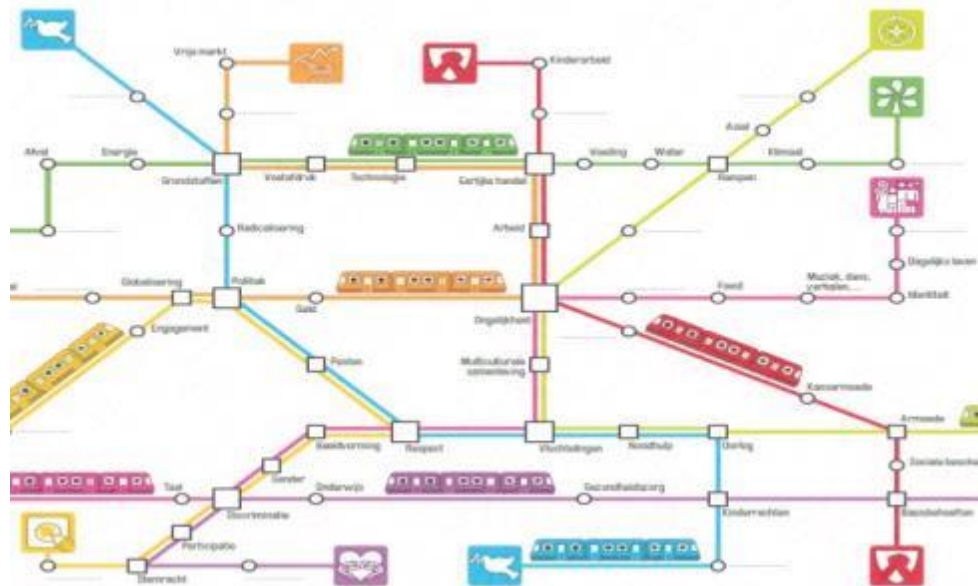 Vrije markt
Kinderarbeid
Asiel
Afval
Energie
Voeding
Water
Klimaat
Grondstoffen
Voetafdruk
Technologie
Eerlijke handel
Rampen
Radicalisering
Arbeid
Dagelijks leven
Globalisering
Politiek
Muziek, dans,
verhalen...
Geld
Feest
Identiteit
Ongelijkheid
Engagement
Pesten
Multiculturele
samenleving
Kansarmoede
Armoede
Beeldvorming
Respect
Vluchtelingen
Noodhulp
Oorlog
Gender
Taal
Onderwijs
Gezondheidszorg
Discriminatie
Kinderrechten
Basisbehoeften
Participatie
Stemrecht